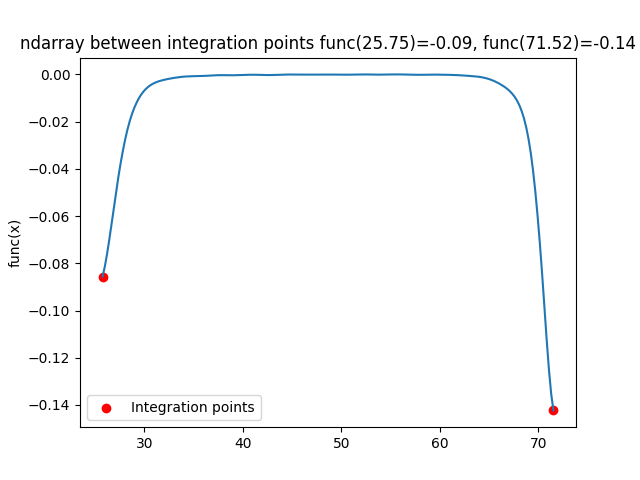 ndarray between integration points func(25.75)=-0.09, func(71.52)=-0.14
0.00
−0.02
−0.04
−0.06
−0.08
−0.10
−0.12
−0.14
func(x)
Integration points
30 40 50 60 70